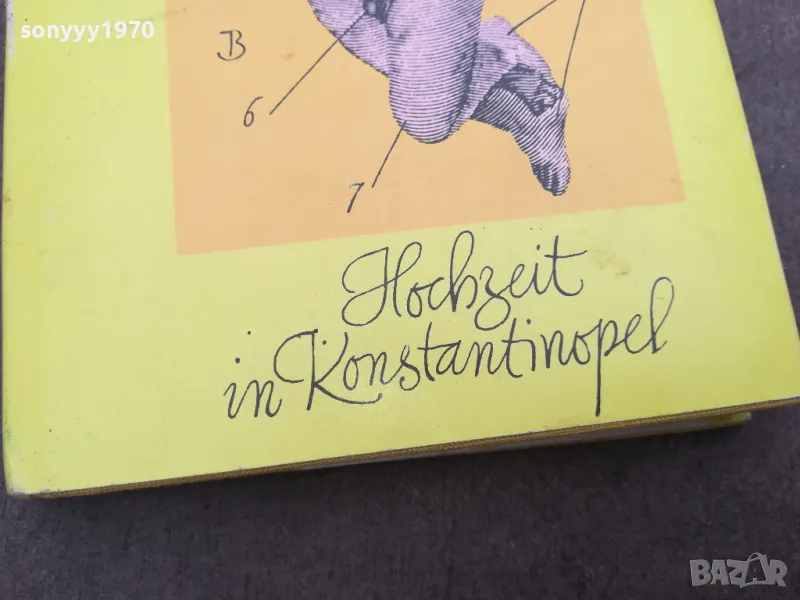 sonyyy1970
B
6
7
Hochzeit
in Konstantinopel
BAZAR